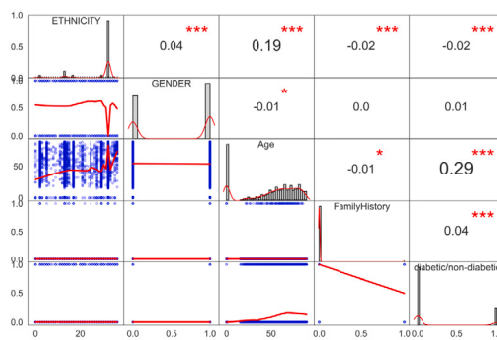 1.0 ETHNICITY *** *** *** ***
0.5 0.04 0.19 -0.02 -0.02
0.0
1.0 GENDER *
0.5 -0.01 0.0 0.01
0.0
Age * ***
50 -0.01 0.29
0
1.0 FamilyHistory ***
0.5 0.04
0.0
1.0 diabetic/non-diabetic
0.5
0.0
0 20 0.0 0.5 1.0 0 50 0.0 0.5 1.0 0.0 0.5 1.0